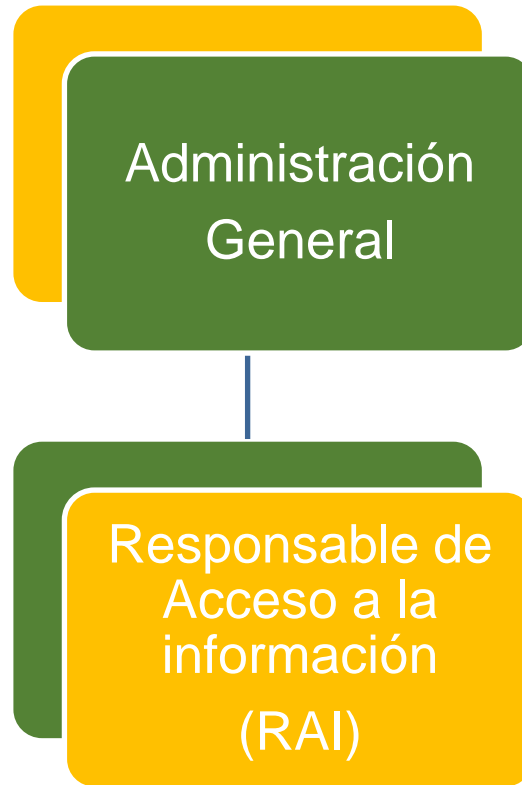 Administración
General
Responsable de
Acceso a la
información
(RAI)